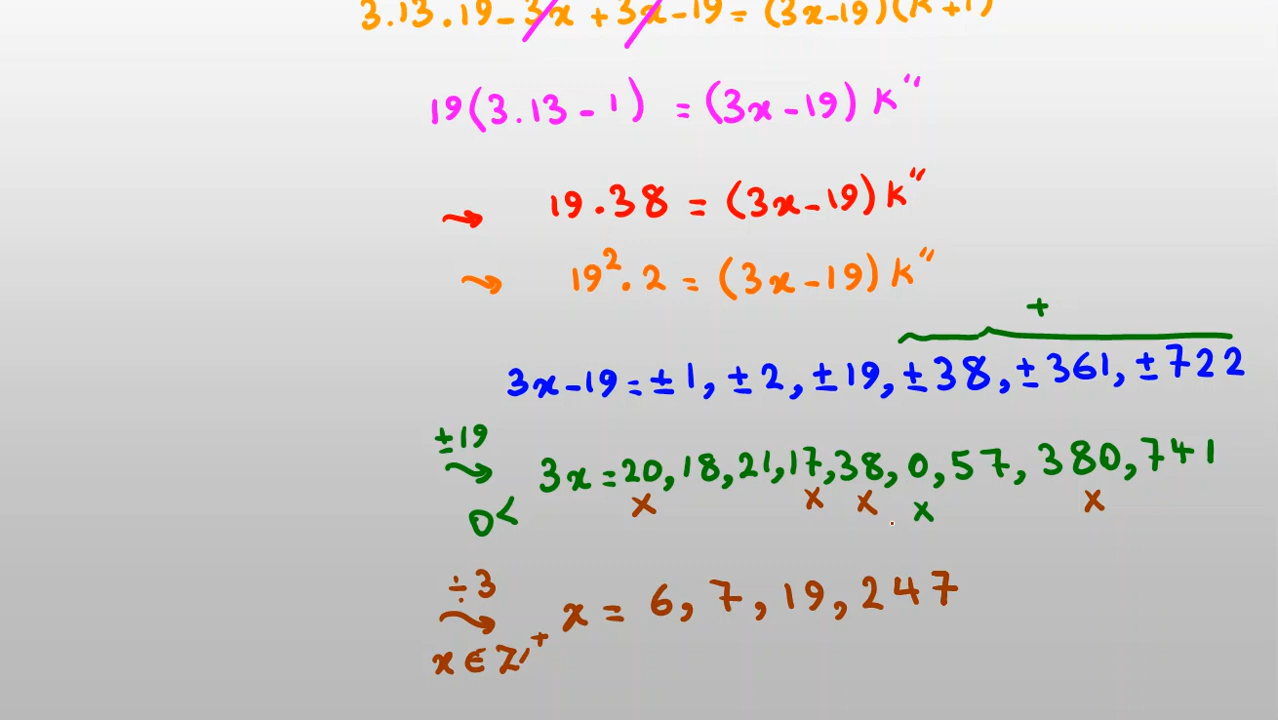 3.13.19-3x+3x-19=(3x-19)(k+1)
19(3.13-1)=(3x-19)k″
→ 19.38=(3x-19)k″
→ 19².2=(3x-19)k″
+
3x-19=±1,±2,±19,±38,±361,±722
±19
→ 3x=20,18,21,17,38,0,57,380,741
0< x x x x x
÷3
→ x=6,7,19,247
x∈Z⁺